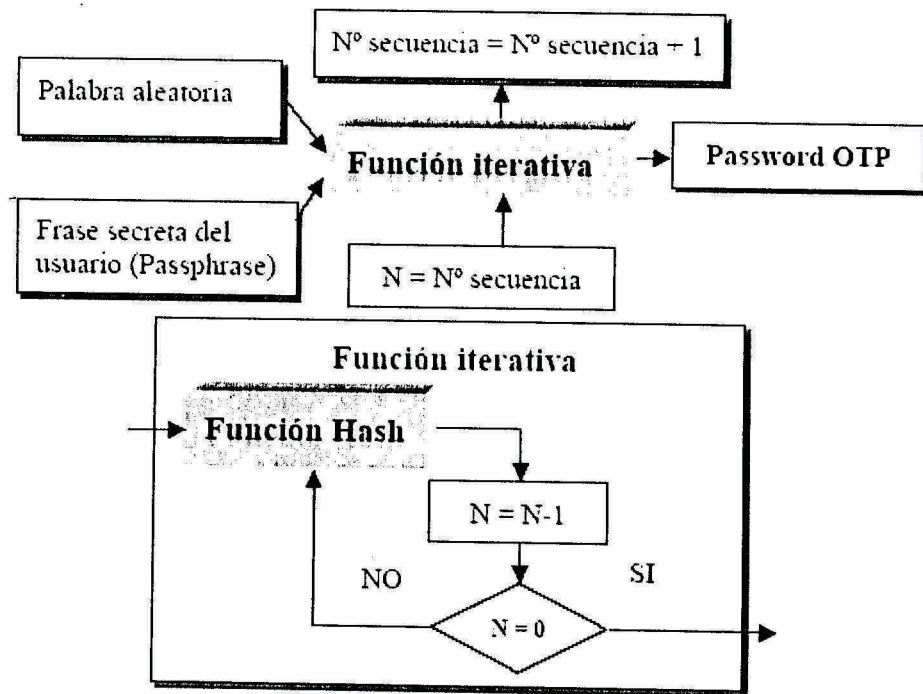 Nº secuencia = Nº secuencia - 1
Palabra aleatoria
Función iterativa
Password OTP
Frase secreta del
usuario (Passphrase)
N = Nº secuencia
Función iterativa
Función Hash
N = N-1
NO
SI
N = 0